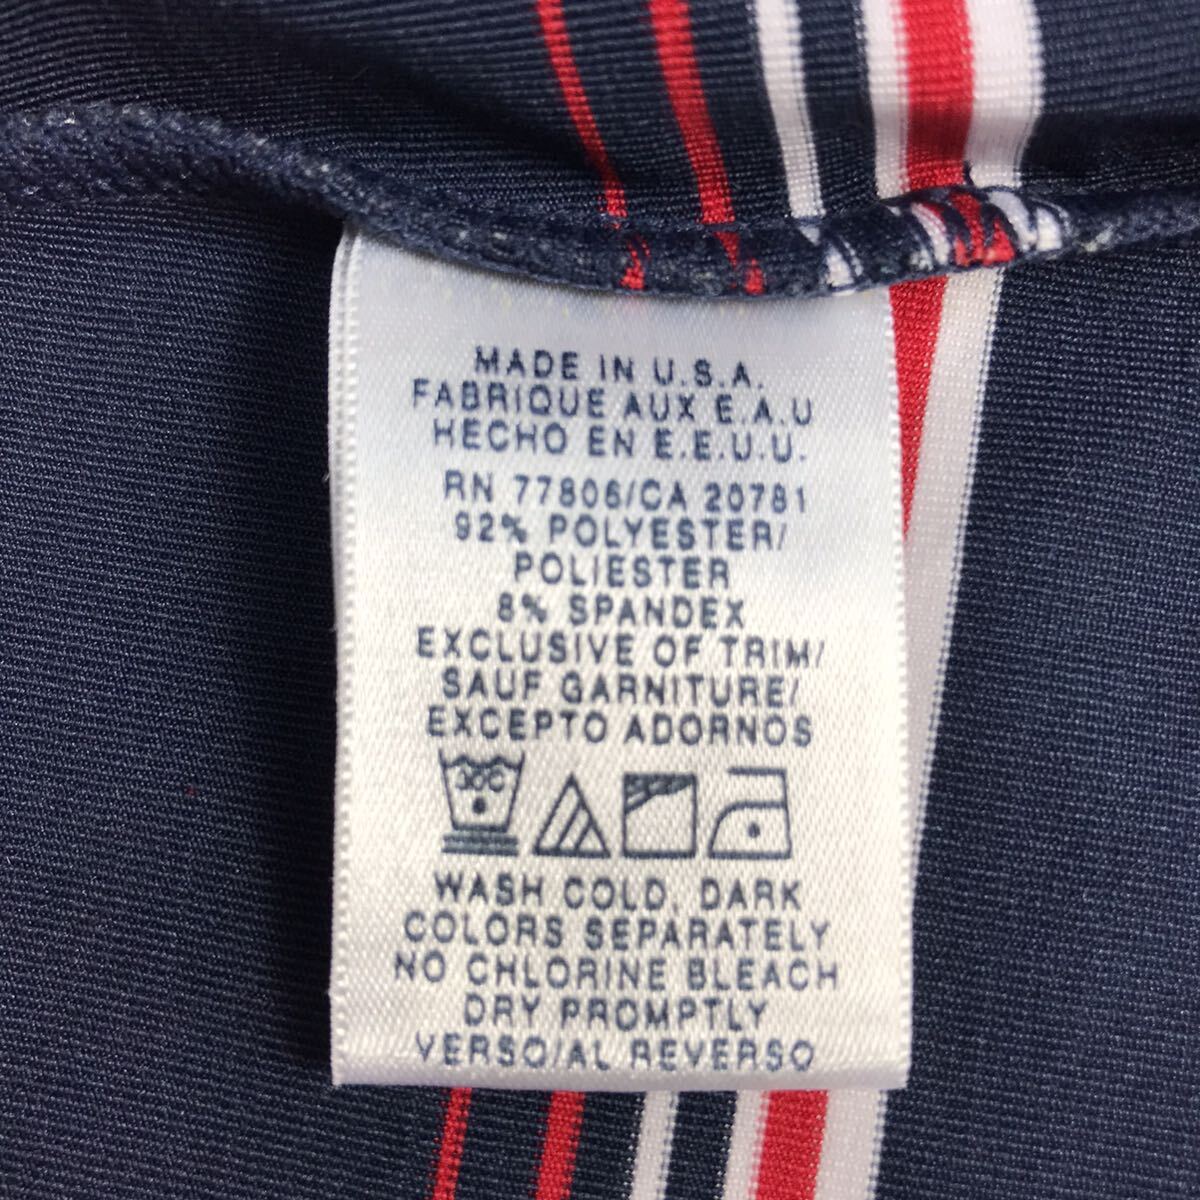 MADE IN U.S.A.
FABRIQUE AUX E.A.U
HECHO EN E.E.U.U.
RN 77806/CA 20781
92% POLYESTER/
POLIESTER
8% SPANDEX
EXCLUSIVE OF TRIM/
SAUF GARNITURE/
EXCEPTO ADORNOS
30C
WASH COLD, DARK
COLORS SEPARATELY
NO CHLORINE BLEACH
DRY PROMPTLY
VERSO/AL REVERSO